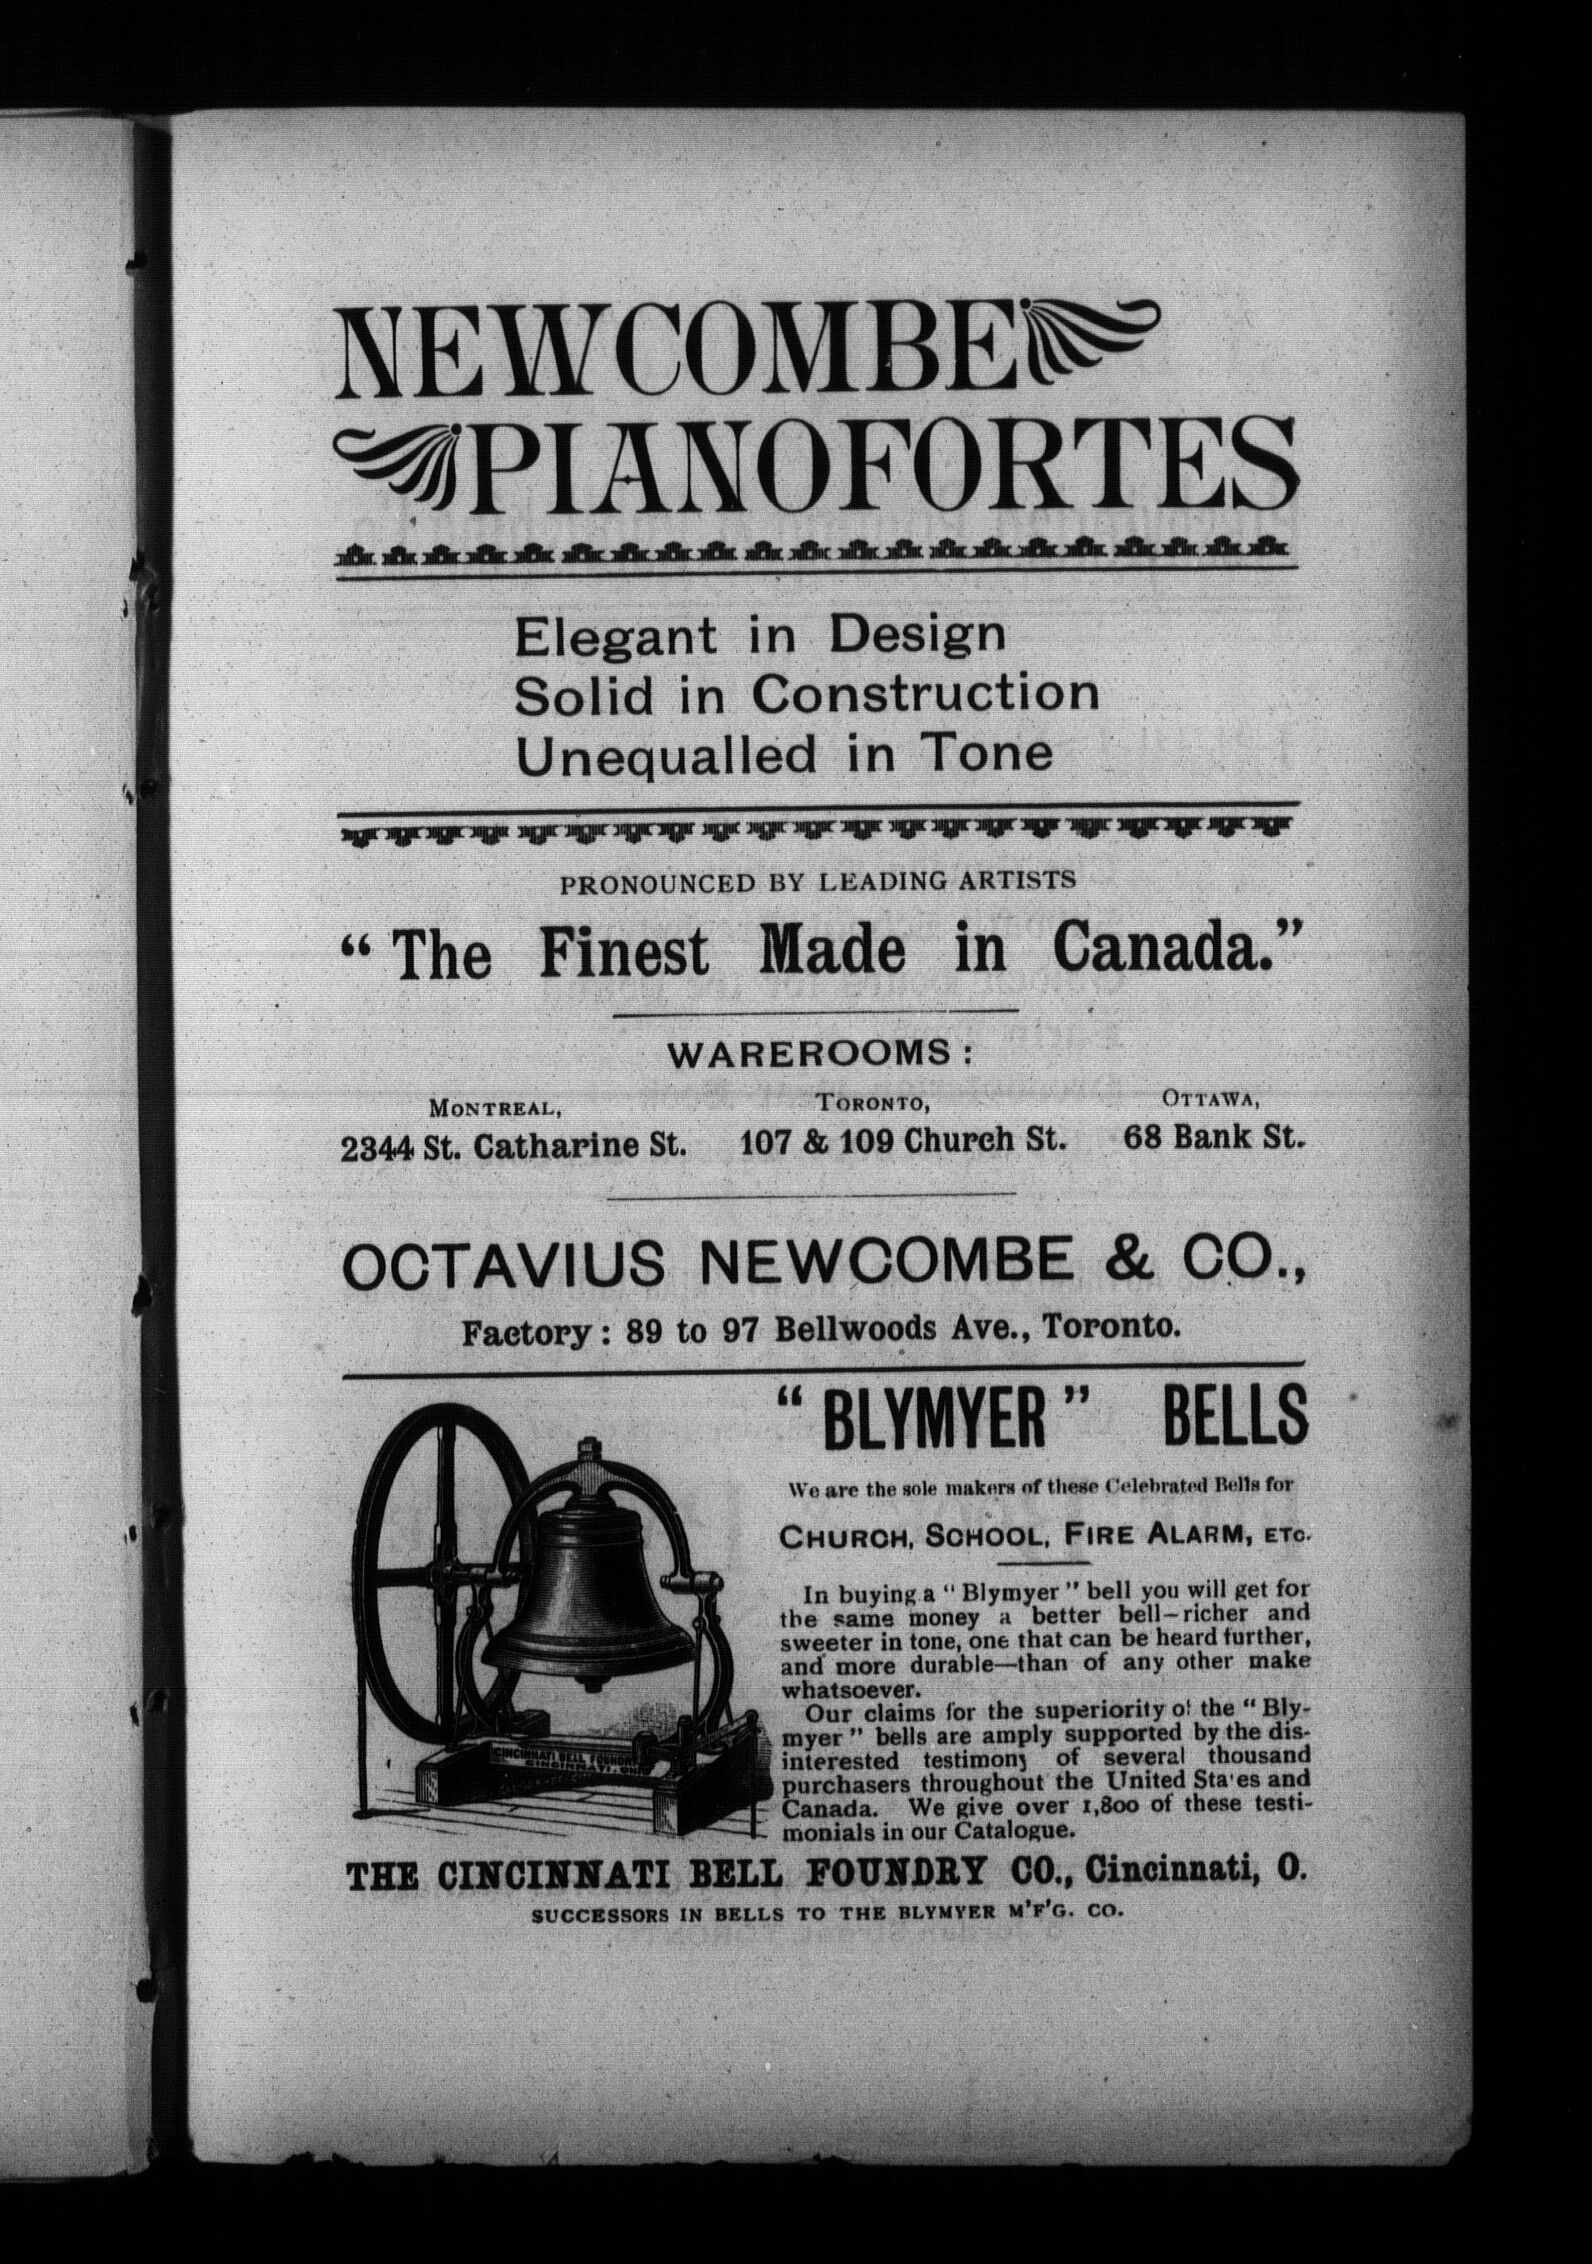 NEWCOMBE
PIANOFORTES
Elegant in Design
Solid in Construction
Unequalled in Tone
PRONOUNCED BY LEADING ARTISTS
“The Finest Made in Canada.”
WAREROOMS:
MONTREAL, TORONTO, OTTAWA,
2344 St. Catharine St. 107 & 109 Church St. 68 Bank St.
OCTAVIUS NEWCOMBE & CO.,
Factory: 89 to 97 Bellwoods Ave., Toronto.
“BLYMYER” BELLS
We are the sole makers of these Celebrated Bells for
CHURCH, SCHOOL, FIRE ALARM, ETC.
In buying a “Blymyer” bell you will get for
the same money a better bell—richer and
sweeter in tone, one that can be heard further,
and more durable—than of any other make
whatsoever.
Our claims for the superiority of the “Bly-
myer” bells are amply supported by the dis-
interested testimony of several thousand
purchasers throughout the United States and
Canada. We give over 1,800 of these testi-
monials in our Catalogue.
CINCINNATI BELL FOUNDRY
CINCINNATI, OHIO
THE CINCINNATI BELL FOUNDRY CO., Cincinnati, O.
SUCCESSORS IN BELLS TO THE BLYMYER M'F'G. CO.